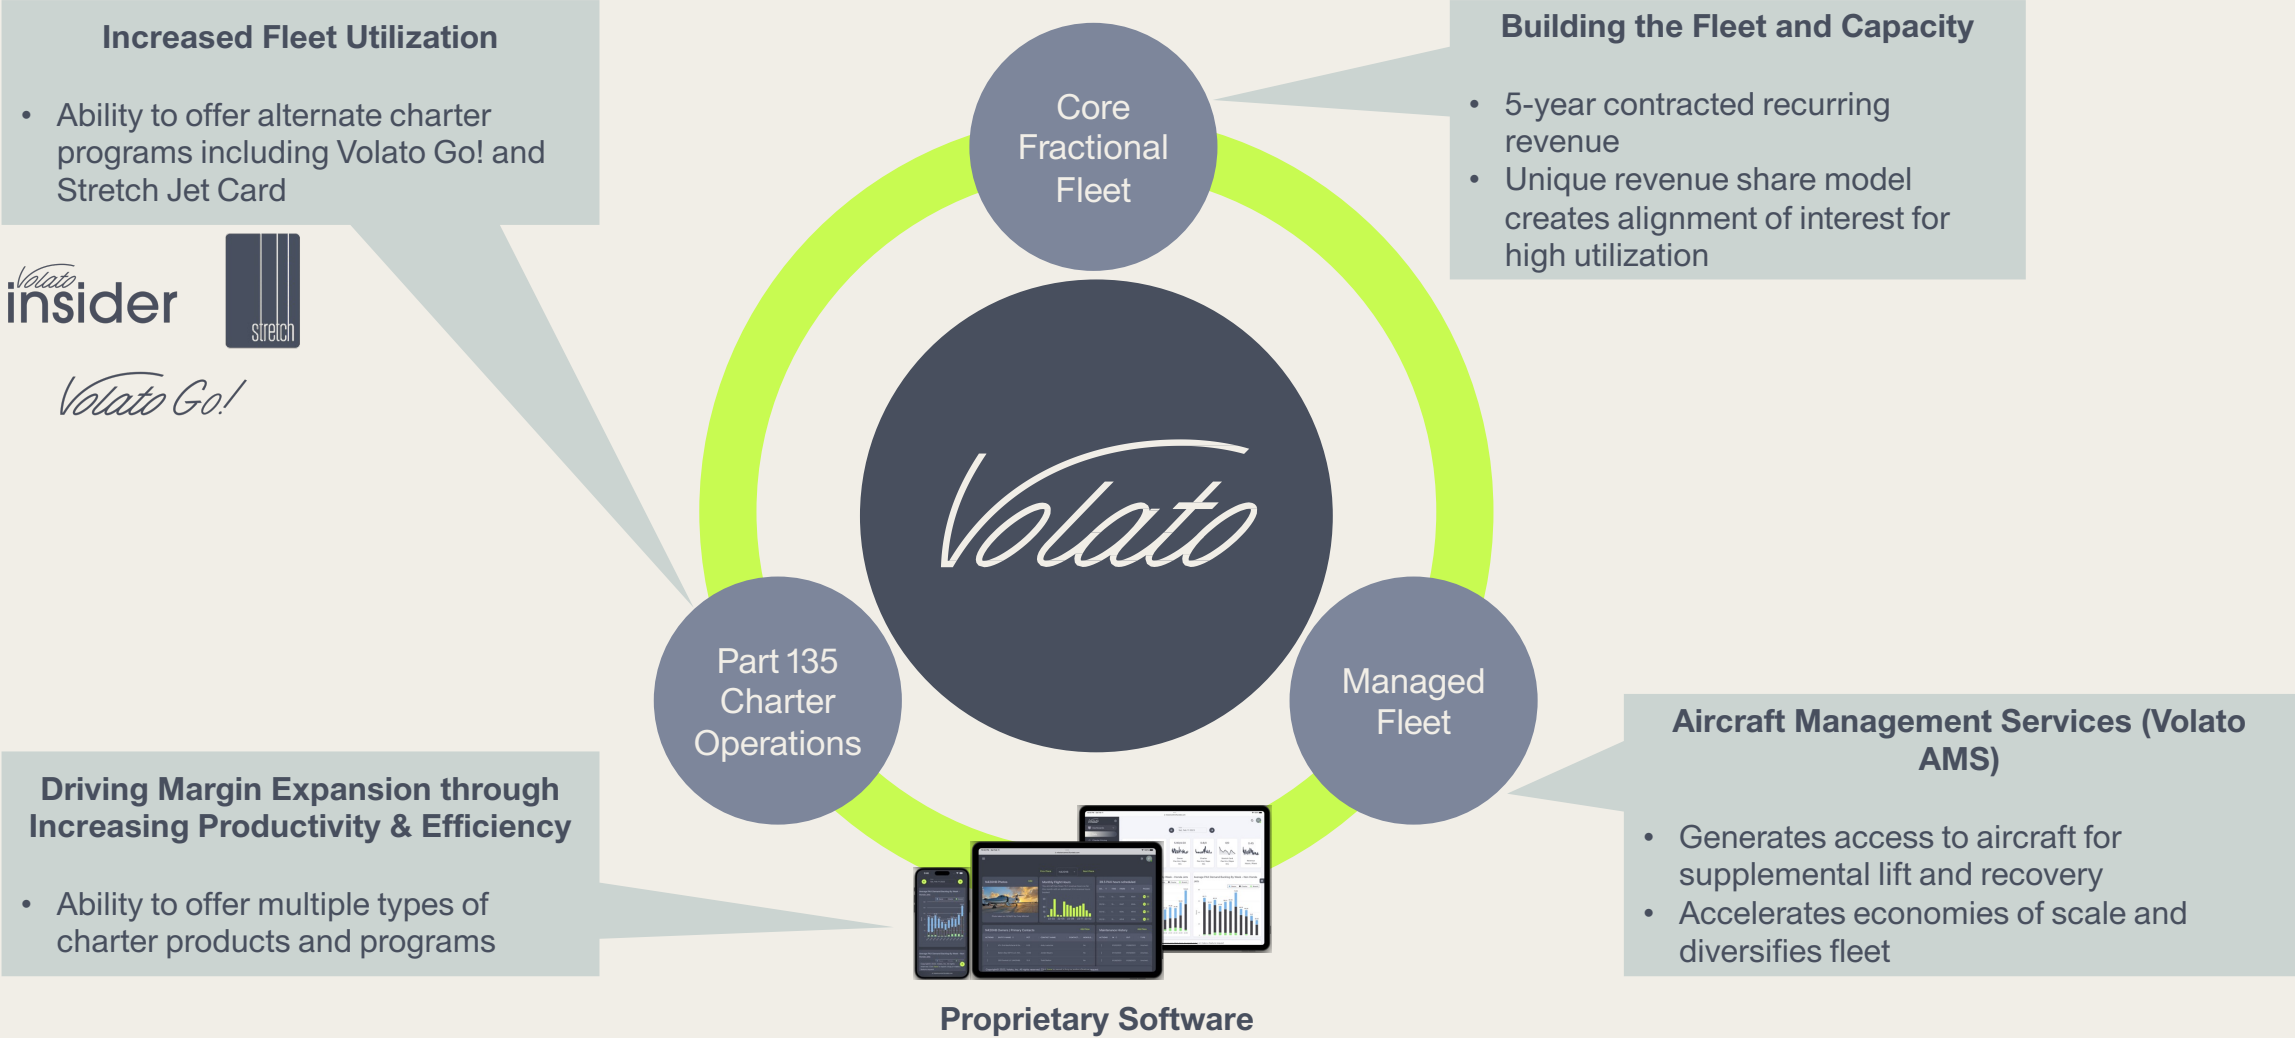 Increased Fleet Utilization
• Ability to offer alternate charter
programs including Volato Go! and
Stretch Jet Card
Volato
insider
stretch
Volato Go!
Core
Fractional
Fleet
Building the Fleet and Capacity
• 5-year contracted recurring
revenue
• Unique revenue share model
creates alignment of interest for
high utilization
Volato
Part 135
Charter
Operations
Managed
Fleet
Driving Margin Expansion through
Increasing Productivity & Efficiency
• Ability to offer multiple types of
charter products and programs
Aircraft Management Services (Volato
AMS)
• Generates access to aircraft for
supplemental lift and recovery
• Accelerates economies of scale and
diversifies fleet
Proprietary Software